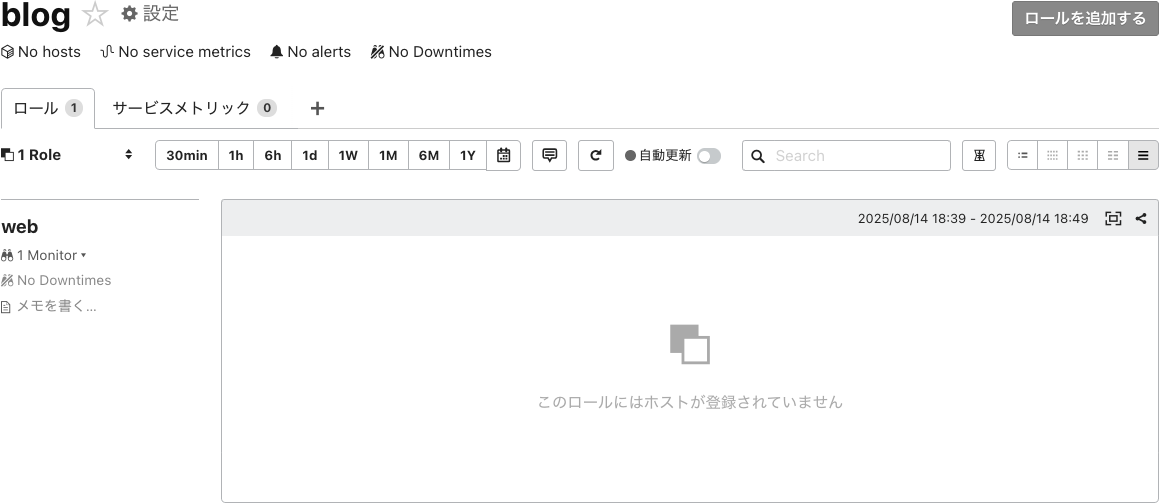 blog 設定 ロールを追加する
No hosts No service metrics No alerts No Downtimes
ロール 1 サービスメトリック 0 +
1 Role 30min 1h 6h 1d 1W 1M 6M 1Y 自動更新 Search
web 2025/08/14 18:39 - 2025/08/14 18:49
1 Monitor
No Downtimes
メモを書く...
このロールにはホストが登録されていません